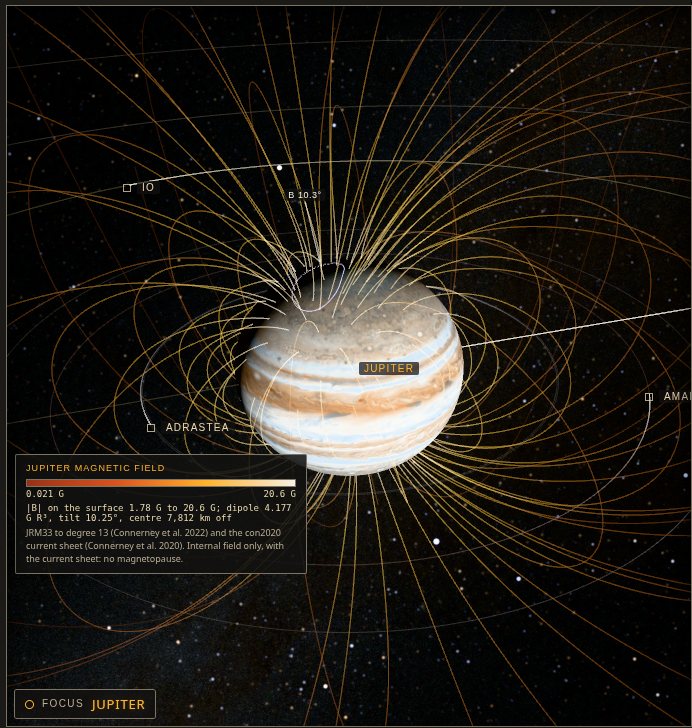 IO
B 10.3°
JUPITER
AMAL
ADRASTEA
JUPITER MAGNETIC FIELD
0.021 G 20.6 G
|B| on the surface 1.78 G to 20.6 G; dipole 4.177
G R³, tilt 10.25°, centre 7,812 km off
JRM33 to degree 13 (Connerney et al. 2022) and the con2020
current sheet (Connerney et al. 2020). Internal field only, with
the current sheet: no magnetopause.
FOCUS JUPITER